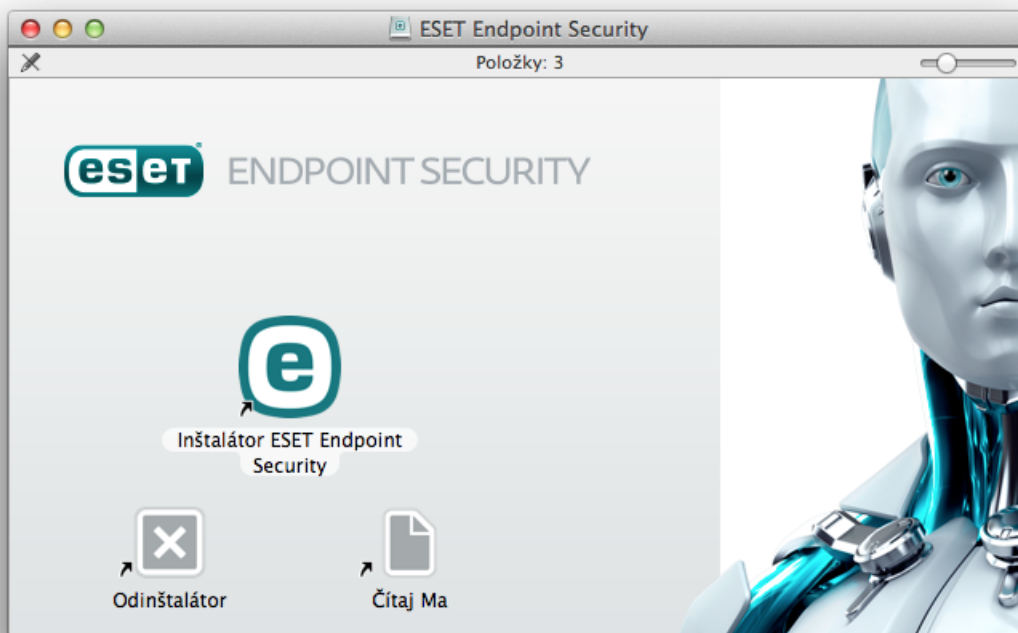 ESET Endpoint Security
Položky: 3
eset ENDPOINT SECURITY
e
Inštalátor ESET Endpoint
Security
Odinštalátor
Čítaj Ma